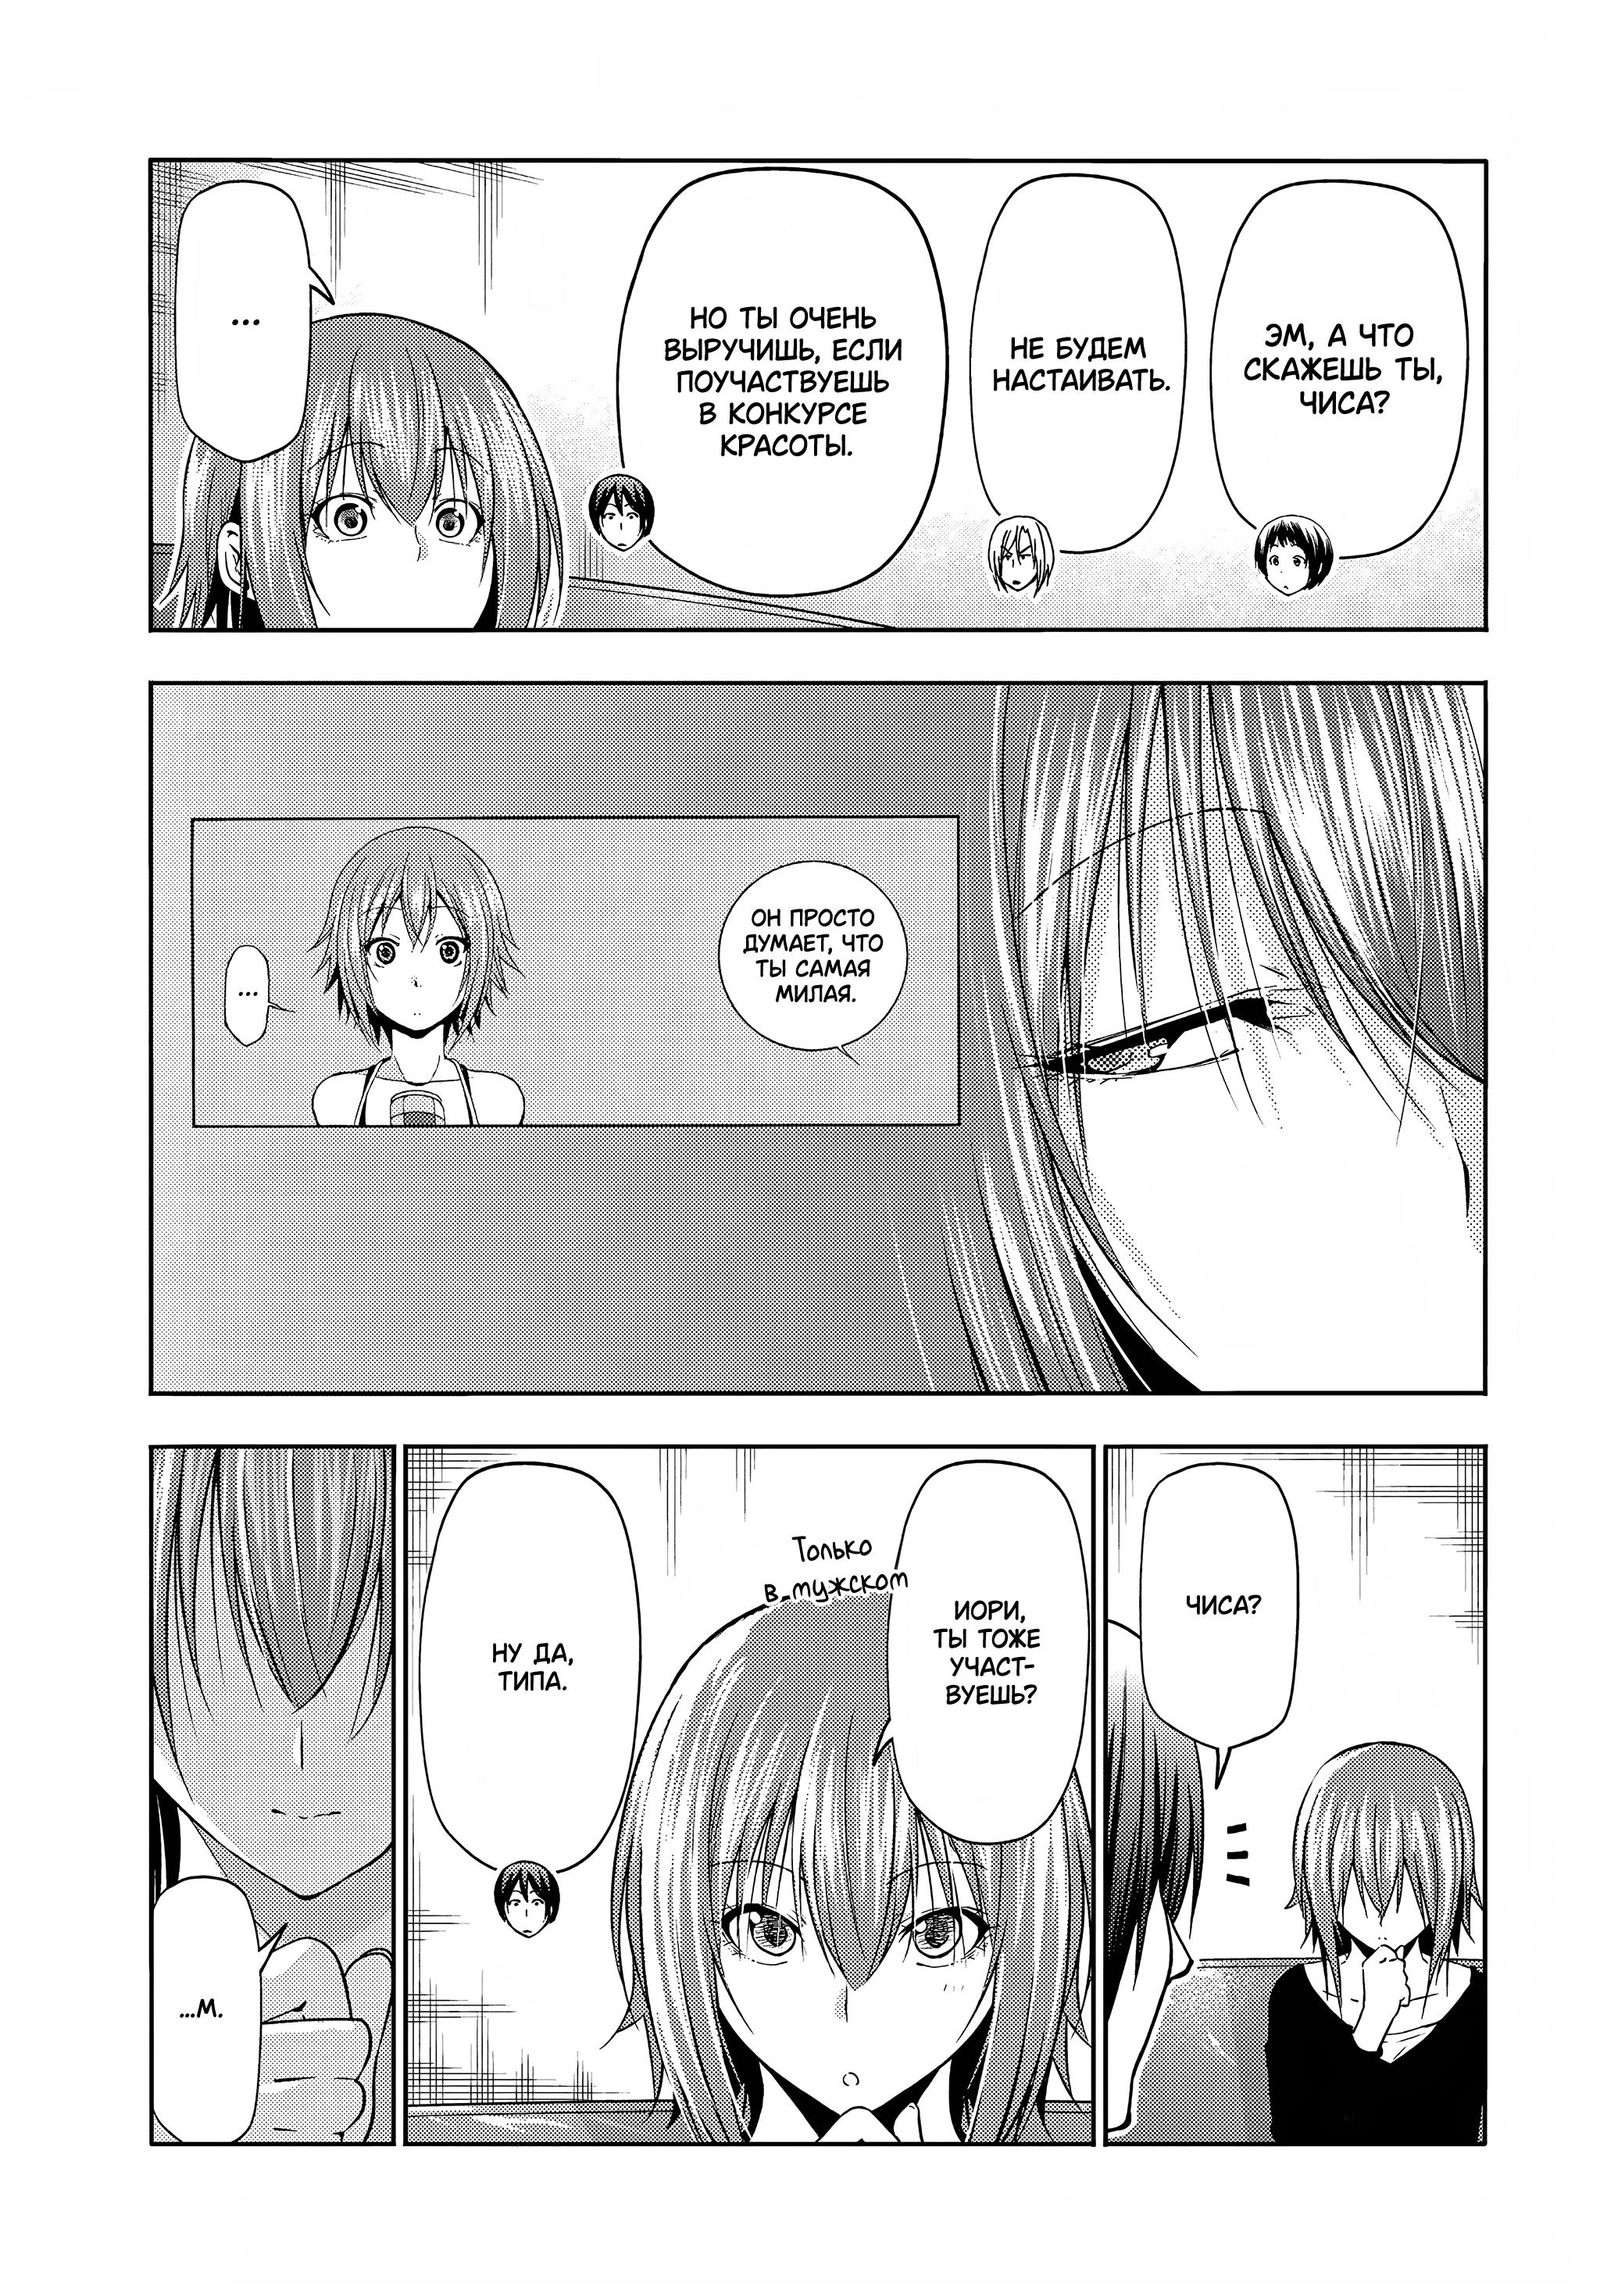 ЭМ, А ЧТО
СКАЖЕШЬ ТЫ,
ЧИСА?
НЕ БУДЕМ
НАСТАИВАТЬ.
НО ТЫ ОЧЕНЬ
ВЫРУЧИШЬ, ЕСЛИ
ПОУЧАСТВУЕШЬ
В КОНКУРСЕ
КРАСОТЫ.
...
ОН ПРОСТО
ДУМАЕТ, ЧТО
ТЫ САМАЯ
МИЛАЯ.
...
ЧИСА?
ИОРИ,
ТЫ ТОЖЕ
УЧАСТ-
ВУЕШЬ?
Только
в мужском
НУ ДА,
ТИПА.
...М.